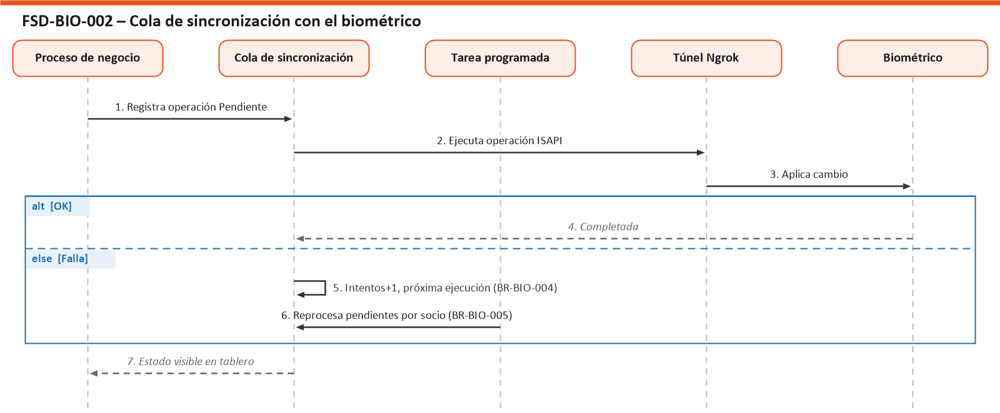 FSD-BIO-002 – Cola de sincronización con el biométrico
Proceso de negocio
Cola de sincronización
Tarea programada
Túnel Ngrok
Biométrico
1. Registra operación Pendiente
2. Ejecuta operación ISAPI
3. Aplica cambio
alt [OK]
4. Completada
else [Falla]
5. Intentos+1, próxima ejecución (BR-BIO-004)
6. Reprocesa pendientes por socio (BR-BIO-005)
7. Estado visible en tablero